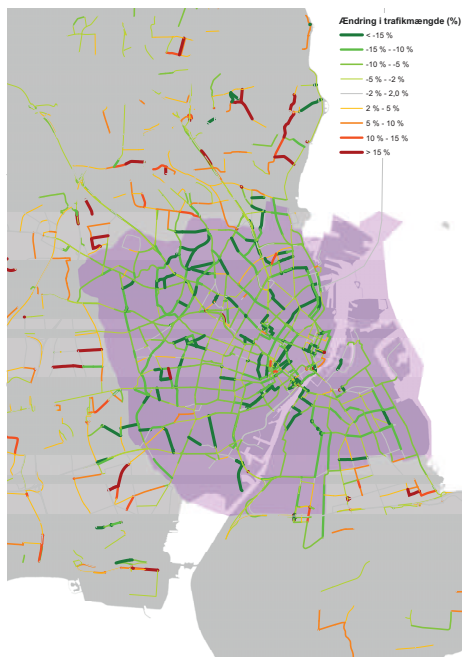 Ændring i trafikmængde (%)
< -15 %
-15 % - -10 %
-10 % - -5 %
-5 % - -2 %
-2 % - 2,0 %
2 % - 5 %
5 % - 10 %
10 % - 15 %
> 15 %